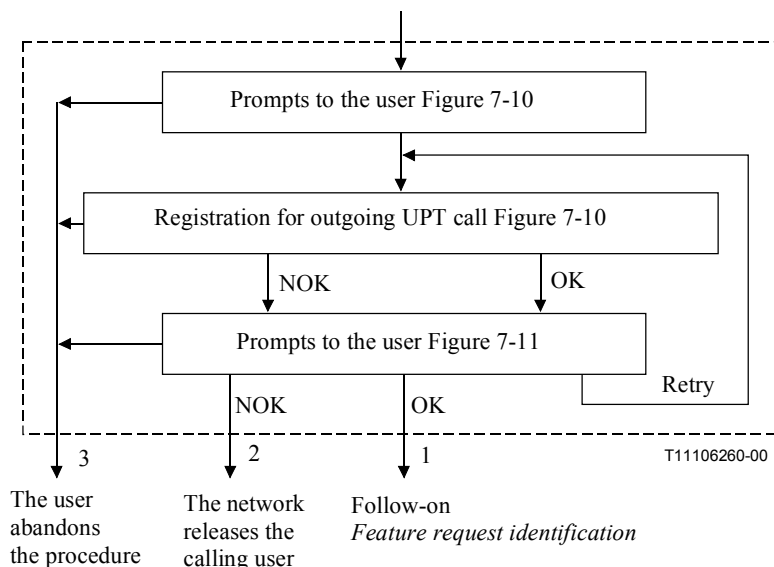 Prompts to the user Figure 7-10
Registration for outgoing UPT call Figure 7-10
NOK
OK
Prompts to the user Figure 7-11
Retry
NOK
OK
3
2
1
T11106260-00
The user
abandons
the procedure
The network
releases the
calling user
Follow-on
Feature request identification